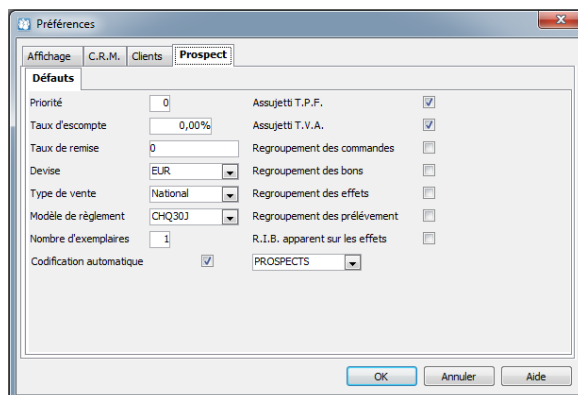 Préférences
Affichage C.R.M. Clients Prospect
Défauts
Priorité 0 Assujetti T.P.F.
Taux d'escompte 0,00% Assujetti T.V.A.
Taux de remise 0 Regroupement des commandes
Devise EUR Regroupement des bons
Type de vente National Regroupement des effets
Modèle de règlement CHQ30J Regroupement des prélévement
Nombre d'exemplaires 1 R.I.B. apparent sur les effets
Codification automatique PROSPECTS
OK Annuler Aide